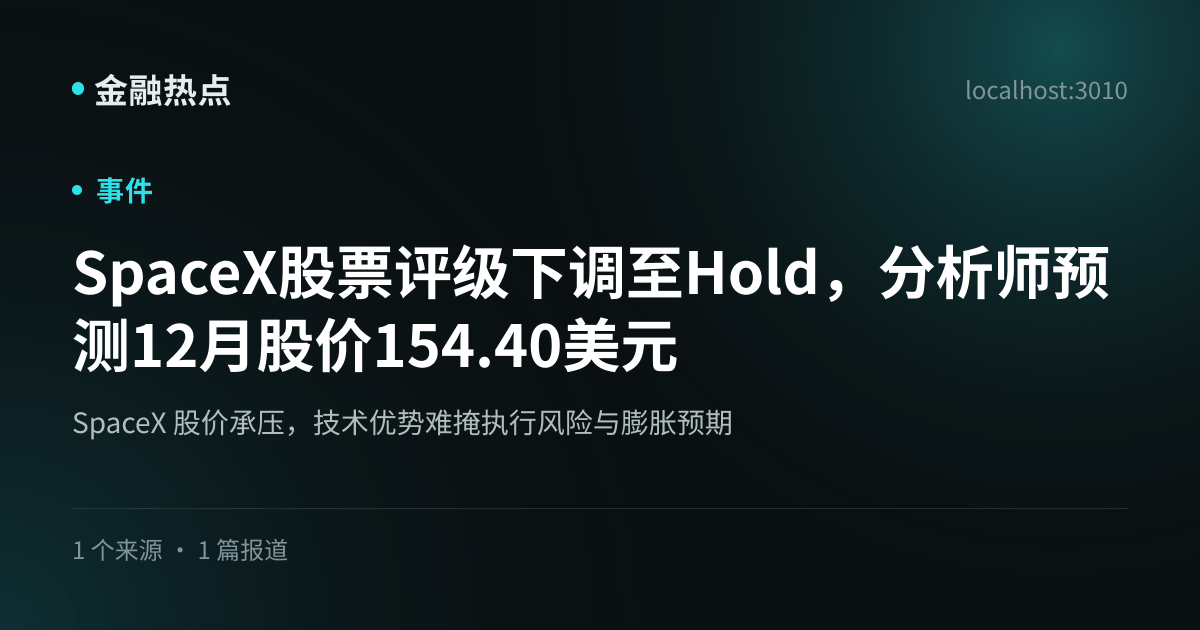 金融热点
localhost:3010
事件
SpaceX股票评级下调至Hold，分析师预
测12月股价154.40美元
SpaceX 股价承压，技术优势难掩执行风险与膨胀预期
1 个来源 · 1 篇报道